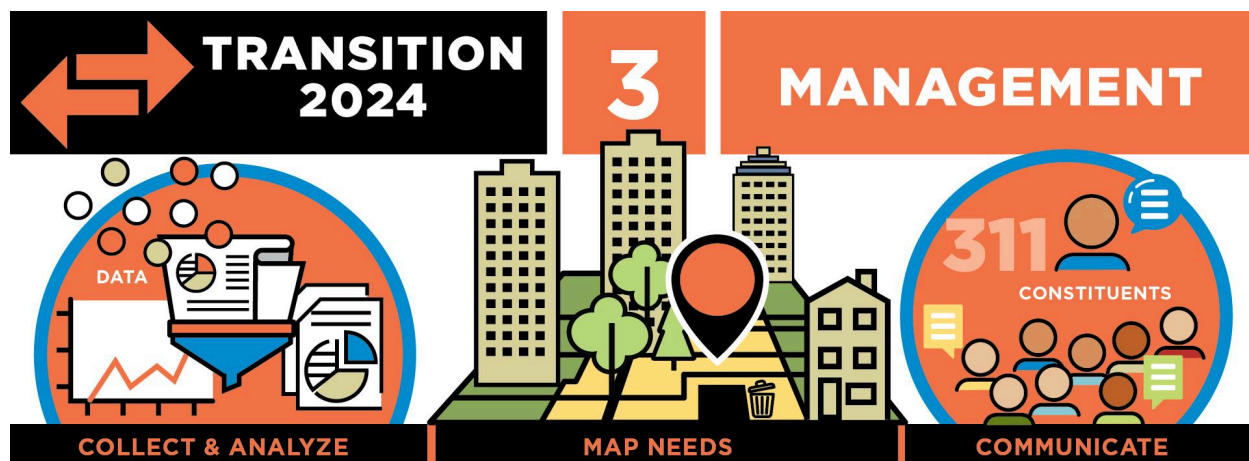 TRANSITION
2024
3
MANAGEMENT
DATA
311
CONSTITUENTS
COLLECT & ANALYZE
MAP NEEDS
COMMUNICATE